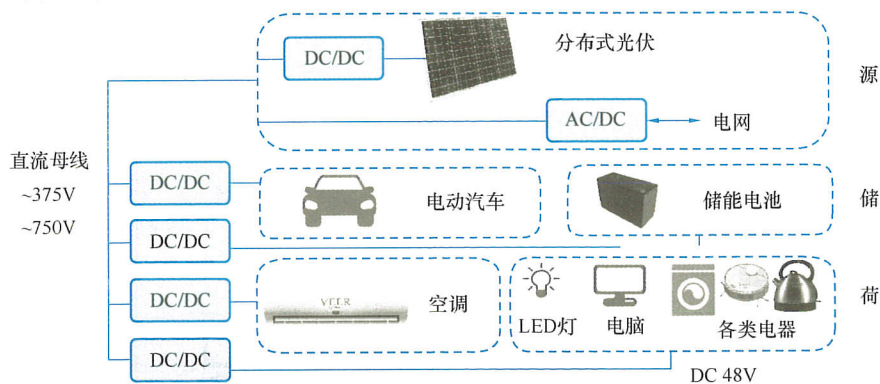 DC/DC
分布式光伏
源
AC/DC
电网
直流母线
~375V
~750V
DC/DC
电动汽车
储能电池
储
DC/DC
DC/DC
空调
荷
LED灯
电脑
各类电器
DC/DC
DC 48V